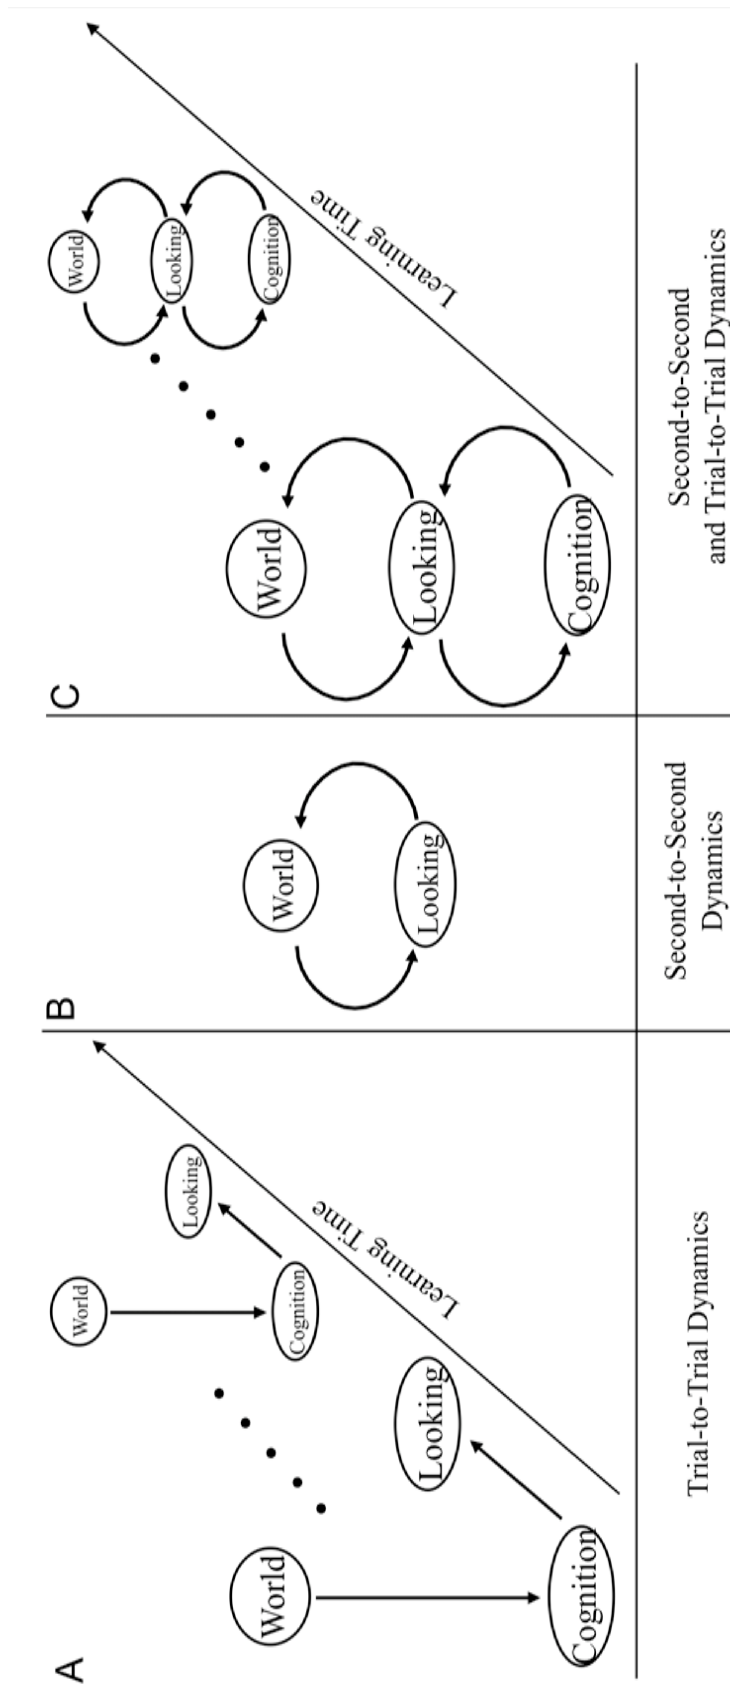 A
World
Cognition
Looking
World
Cognition
Looking
Learning Time
Trial-to-Trial Dynamics
B
World
Looking
Second-to-Second
Dynamics
C
World
Looking
Cognition
World
Looking
Cognition
Learning Time
Second-to-Second
and Trial-to-Trial Dynamics